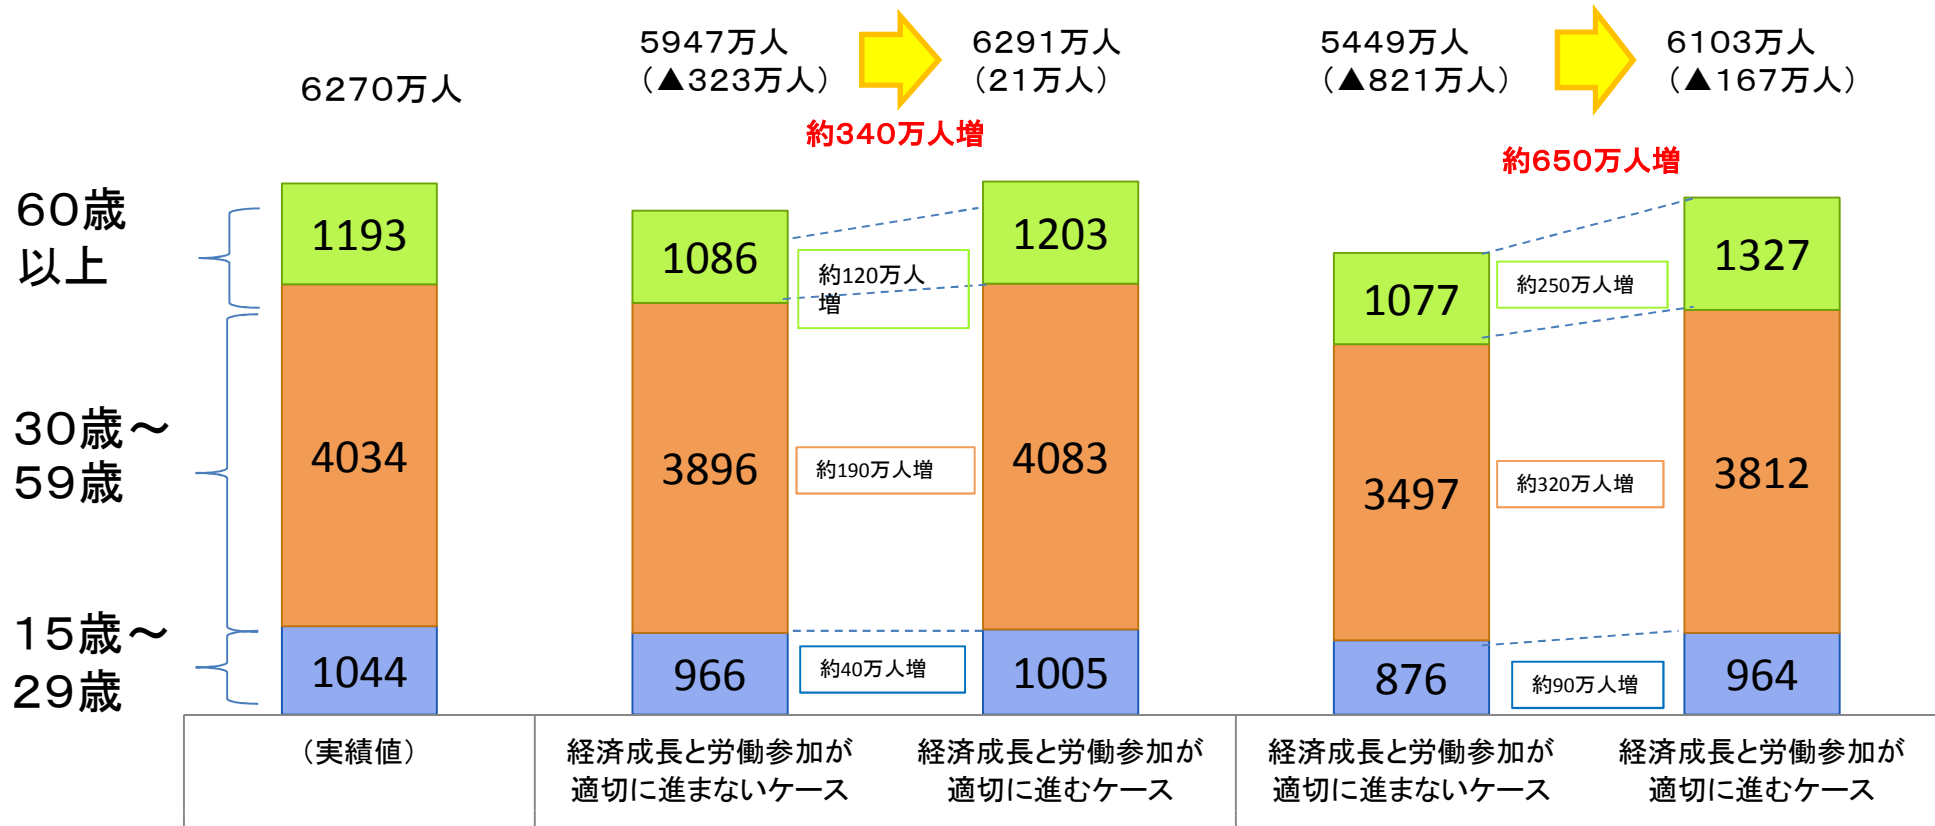 6270万人
5947万人
(▲323万人)
6291万人
(21万人)
約340万人増
5449万人
(▲821万人)
6103万人
(▲167万人)
約650万人増
60歳
以上
30歳～
59歳
15歳～
29歳
1193
4034
1044
1086
3896
966
約120万人
増
約190万人増
約40万人増
1203
4083
1005
1077
3497
876
約250万人増
約320万人増
約90万人増
1327
3812
964
(実績値)
経済成長と労働参加が
適切に進まないケース
経済成長と労働参加が
適切に進むケース
経済成長と労働参加が
適切に進まないケース
経済成長と労働参加が
適切に進むケース